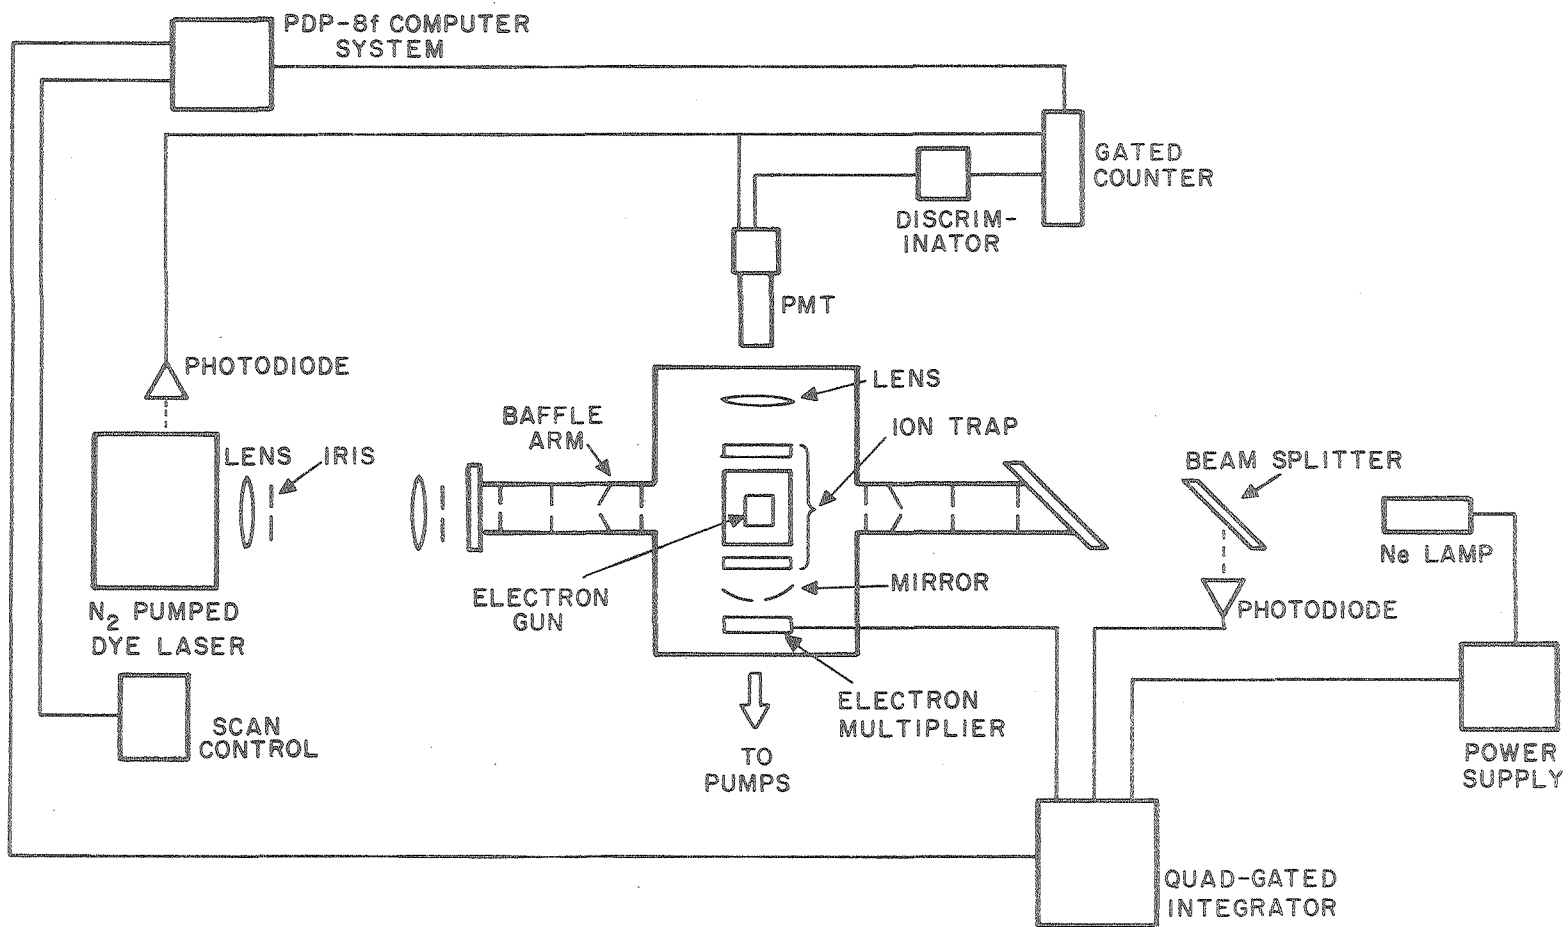 PDP-8f COMPUTER
SYSTEM
GATED
COUNTER
DISCRIM-
INATOR
PMT
PHOTODIODE
LENS
BAFFLE
ARM
ION TRAP
LENS
IRIS
BEAM SPLITTER
Ne LAMP
ELECTRON
GUN
MIRROR
N2 PUMPED
DYE LASER
PHOTODIODE
ELECTRON
MULTIPLIER
SCAN
CONTROL
TO
PUMPS
POWER
SUPPLY
QUAD-GATED
INTEGRATOR